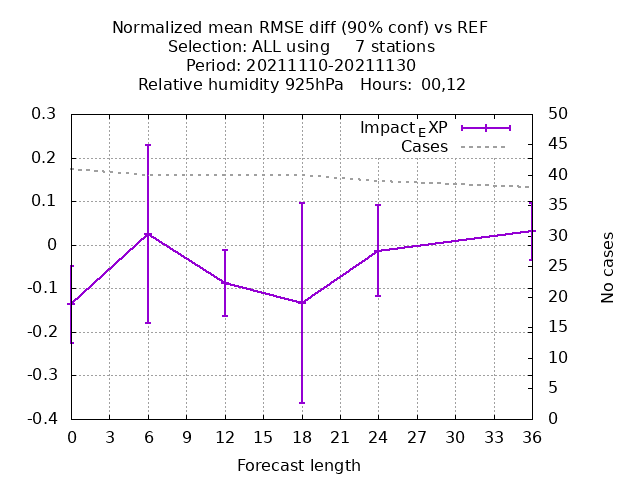 Normalized mean RMSE diff (90% conf) vs REF
Selection: ALL using     7 stations
Period: 20211110-20211130
Relative humidity 925hPa   Hours: 00,12
0.3
0.2
0.1
0
-0.1
-0.2
-0.3
-0.4
Impact_EXP
Cases
50
45
40
35
30
25
20
15
10
5
0
No cases
0 3 6 9 12 15 18 21 24 27 30 33 36
Forecast length